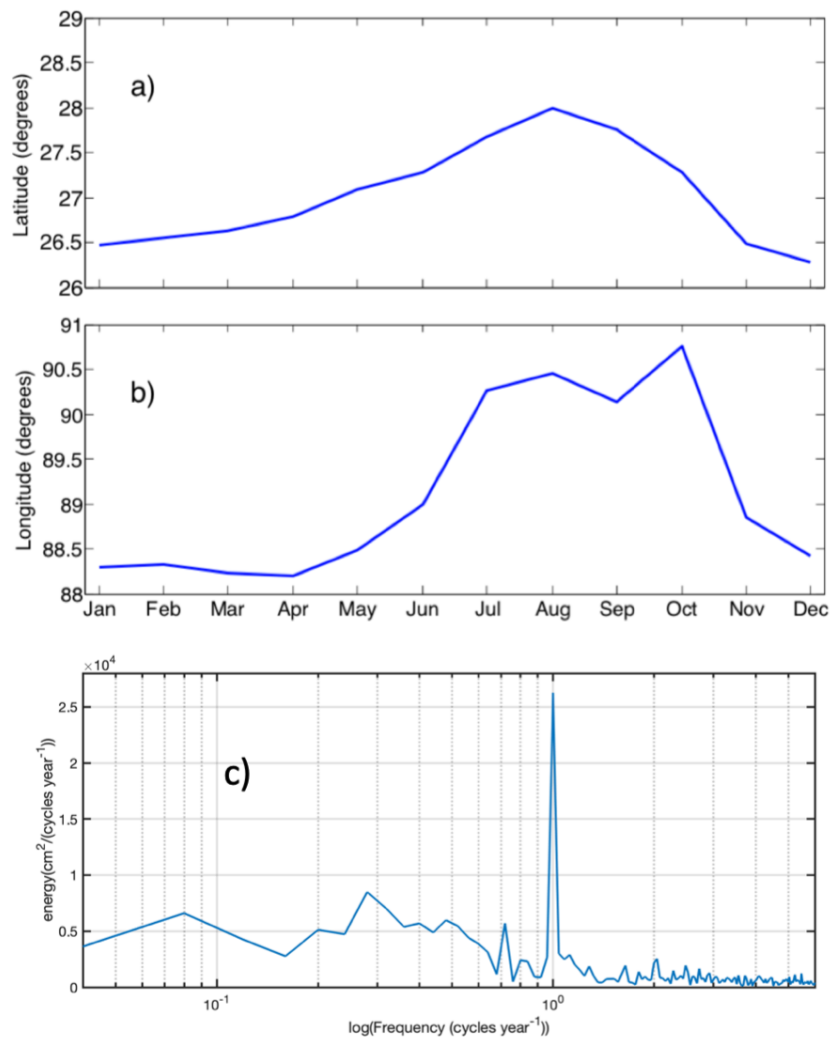 29
28.5
28
27.5
27
26.5
26
Latitude (degrees)
a)
91
90.5
90
89.5
89
88.5
88
Longitude (degrees)
b)
Jan Feb Mar Apr May Jun Jul Aug Sep Oct Nov Dec
×10⁴
2.5
2
1.5
1
0.5
0
energy(cm²/(cycles year⁻¹))
c)
10⁻¹ 10⁰
log(Frequency (cycles year⁻¹))